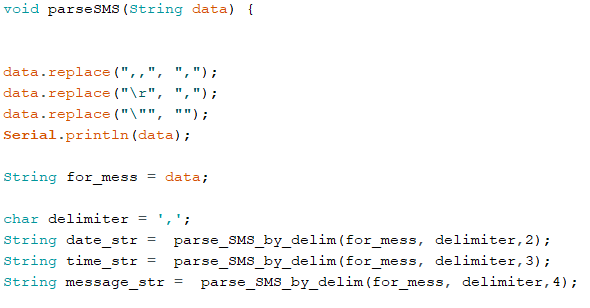 void parseSMS(String data) {
data.replace(",,", ",");
data.replace("\r", ",");
data.replace("\"", "");
Serial.println(data);
String for_mess = data;
char delimiter = ',';
String date_str =  parse_SMS_by_delim(for_mess, delimiter,2);
String time_str =  parse_SMS_by_delim(for_mess, delimiter,3);
String message_str =  parse_SMS_by_delim(for_mess, delimiter,4);